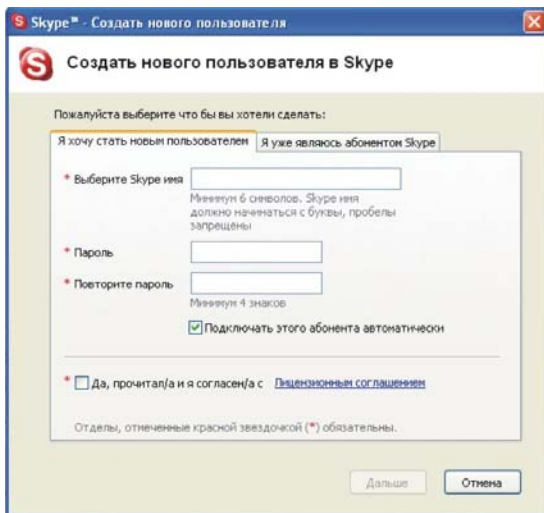 Skype™ - Создать нового пользователя
Создать нового пользователя в Skype
Пожалуйста выберите что бы вы хотели сделать:
Я хочу стать новым пользователем
Я уже являюсь абонентом Skype
* Выберите Skype имя
Минимум 6 символов. Skype имя
должно начинаться с буквы, пробелы
запрещены
* Пароль
* Повторите пароль
Минимум 4 знаков
Подключать этого абонента автоматически
* Да, прочитал/а и я согласен/а с Лицензионным соглашением
Отделы, отмеченные красной звездочкой (*) обязательны.
Дальше Отмена